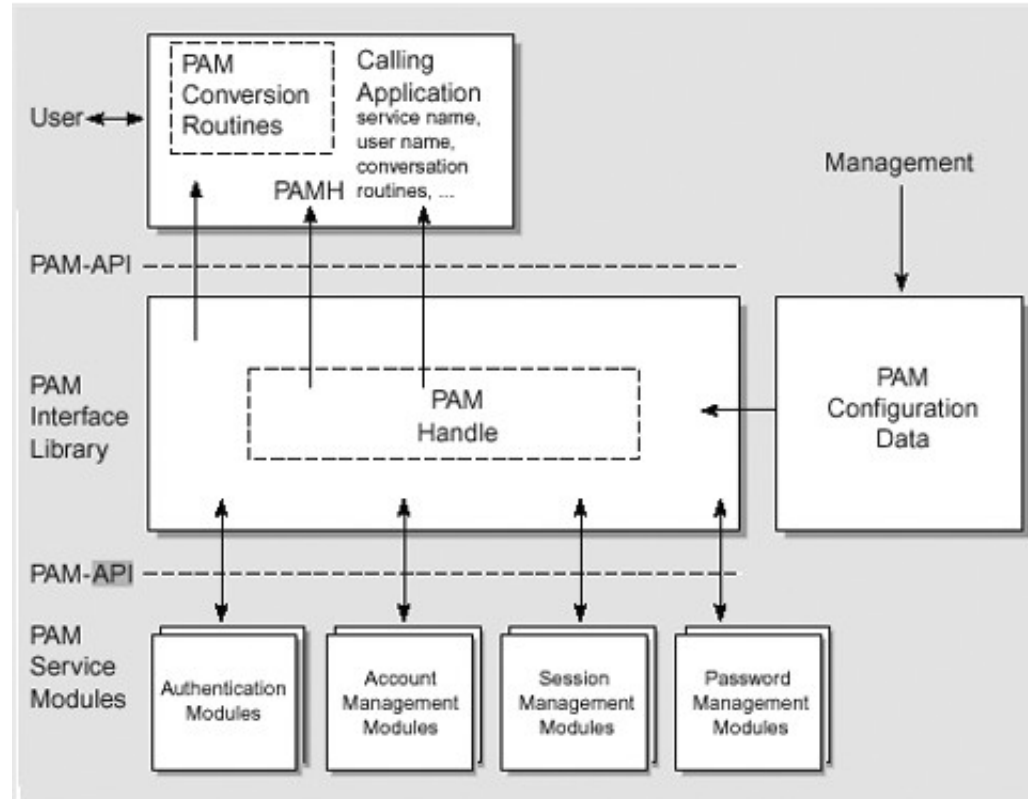 PAM
Conversion
Routines
Calling
Application
service name,
user name,
conversation
routines, ...
User
PAMH
Management
PAM-API
PAM
Interface
Library
PAM
Handle
PAM
Configuration
Data
PAM-API
PAM
Service
Modules
Authentication
Modules
Account
Management
Modules
Session
Management
Modules
Password
Management
Modules